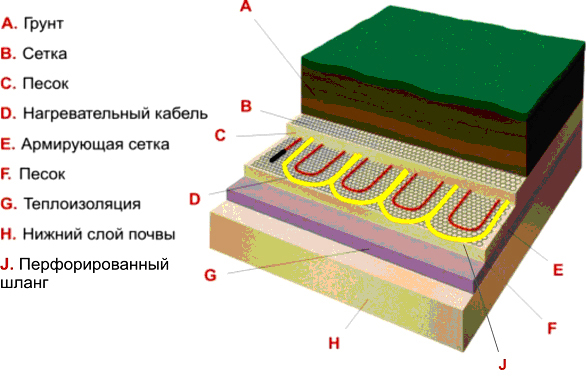 A. Грунт
B. Сетка
C. Песок
D. Нагревательный кабель
E. Армирующая сетка
F. Песок
G. Теплоизоляция
H. Нижний слой почвы
J. Перфорированный
шланг
A
B
C
D
E
G
F
H
J